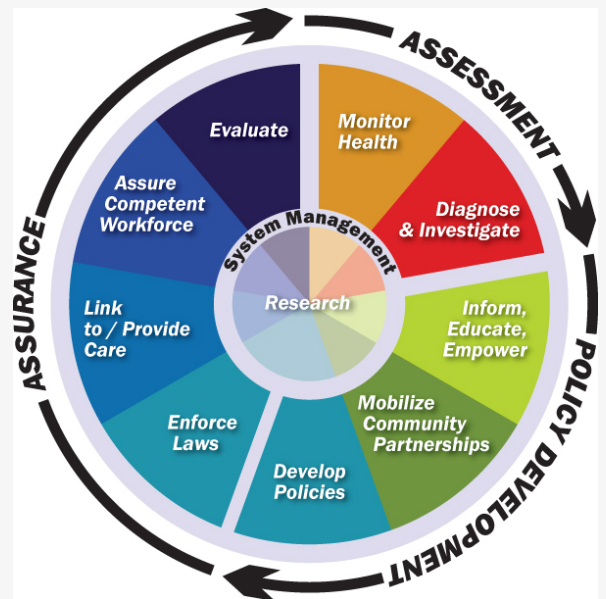 ASSESSMENT
Monitor
Health
Diagnose
& Investigate
POLICY DEVELOPMENT
Inform,
Educate,
Empower
Mobilize
Community
Partnerships
Develop
Policies
ASSURANCE
Enforce
Laws
Link
to / Provide
Care
Assure
Competent
Workforce
Evaluate
System Management
Research